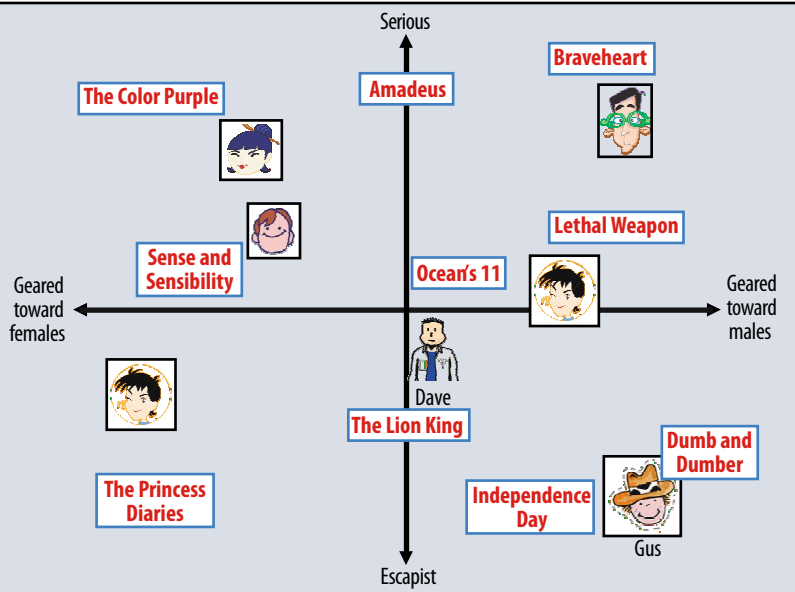 Serious
Braveheart
The Color Purple
Amadeus
Lethal Weapon
Sense and
Sensibility
Ocean's 11
Geared
toward
females
Geared
toward
males
Dave
The Lion King
Dumb and
Dumber
The Princess
Diaries
Independence
Day
Gus
Escapist